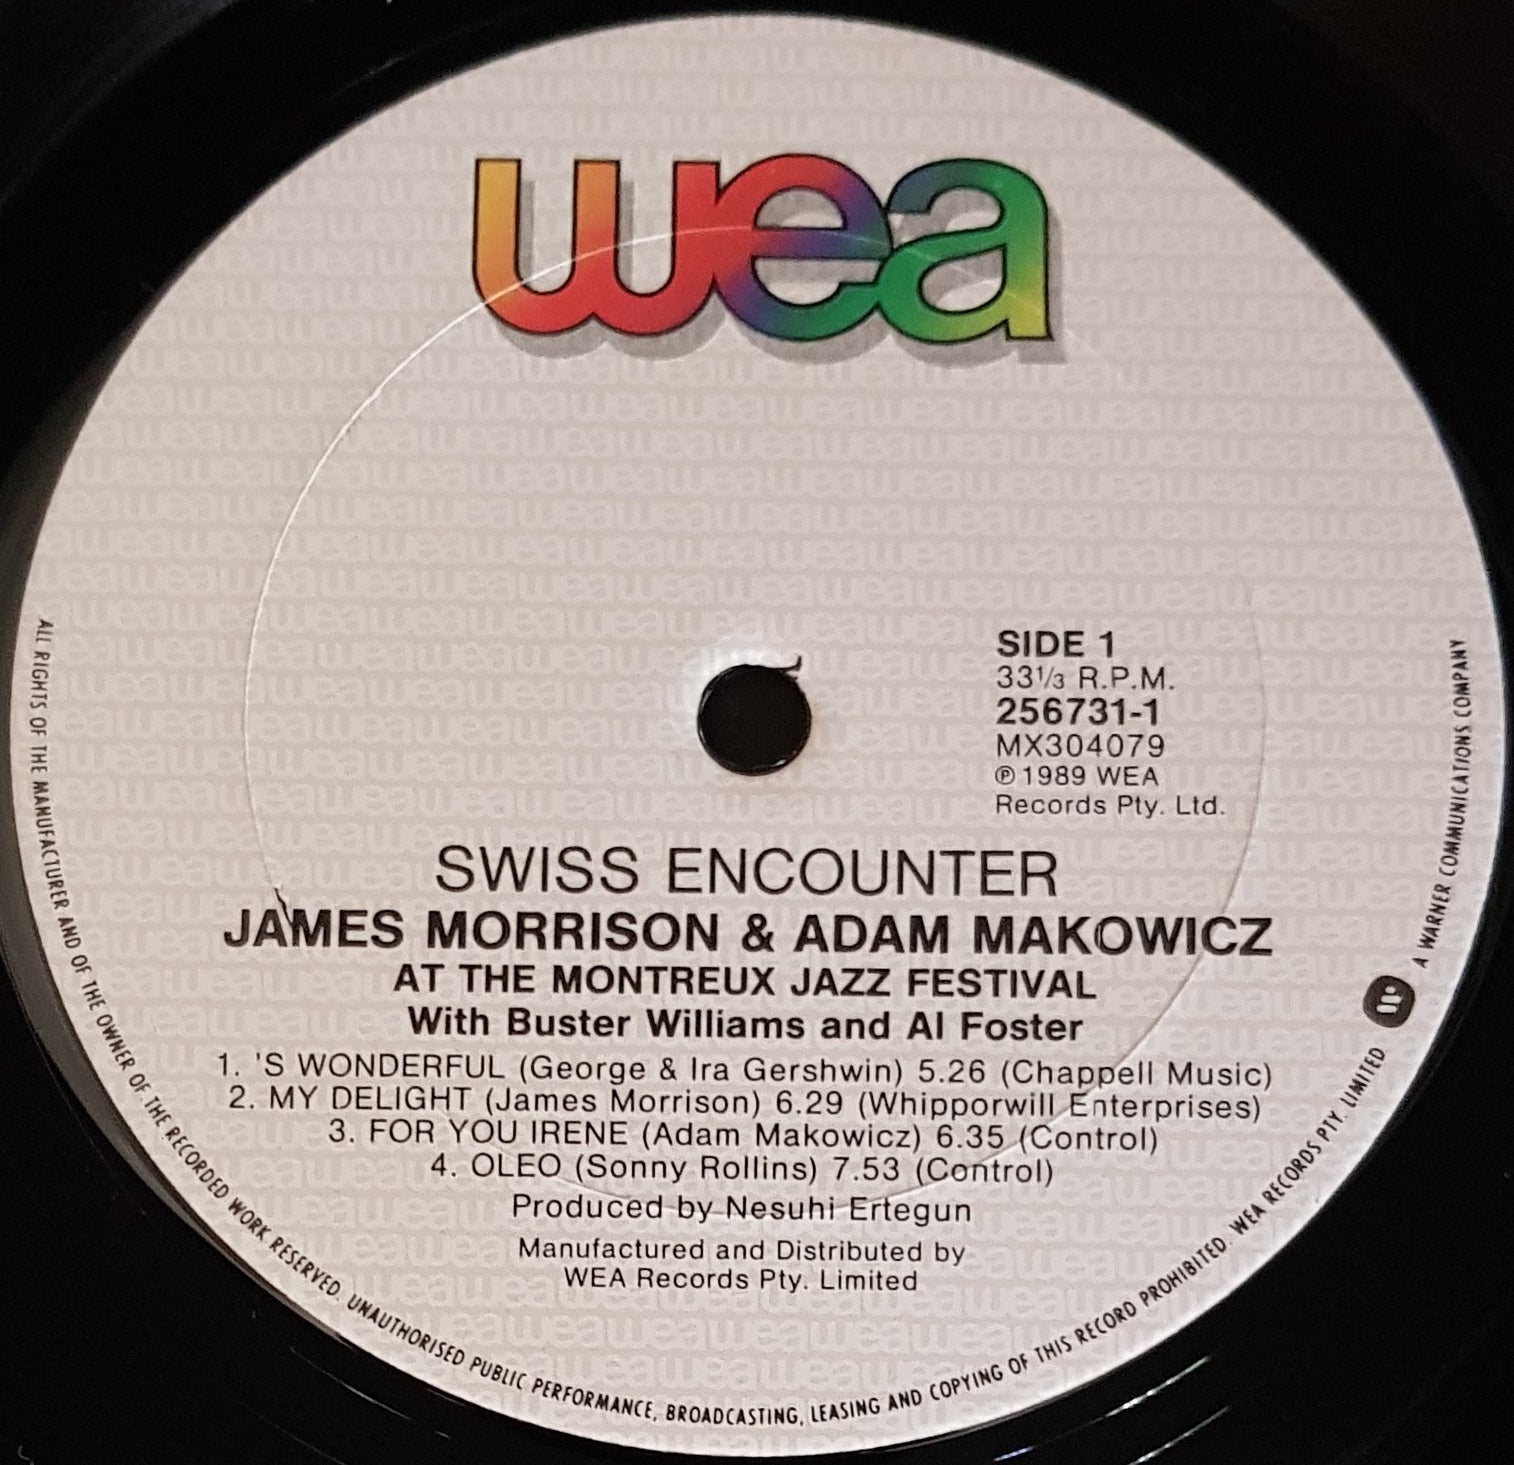 wea
SIDE 1
33⅓ R.P.M.
256731-1
MX304079
℗ 1989 WEA
Records Pty. Ltd.
SWISS ENCOUNTER
JAMES MORRISON & ADAM MAKOWICZ
AT THE MONTREUX JAZZ FESTIVAL
With Buster Williams and Al Foster
1. 'S WONDERFUL (George & Ira Gershwin) 5.26 (Chappell Music)
2. MY DELIGHT (James Morrison) 6.29 (Whipporwill Enterprises)
3. FOR YOU IRENE (Adam Makowicz) 6.35 (Control)
4. OLEO (Sonny Rollins) 7.53 (Control)
Produced by Nesuhi Ertegun
Manufactured and Distributed by
WEA Records Pty. Limited
ALL RIGHTS OF THE MANUFACTURER AND OF THE OWNER OF THE RECORDED WORK RESERVED. UNAUTHORISED PUBLIC PERFORMANCE, BROADCASTING, LEASING AND COPYING OF THIS RECORD PROHIBITED. WEA RECORDS PTY. LIMITED A WARNER COMMUNICATIONS COMPANY